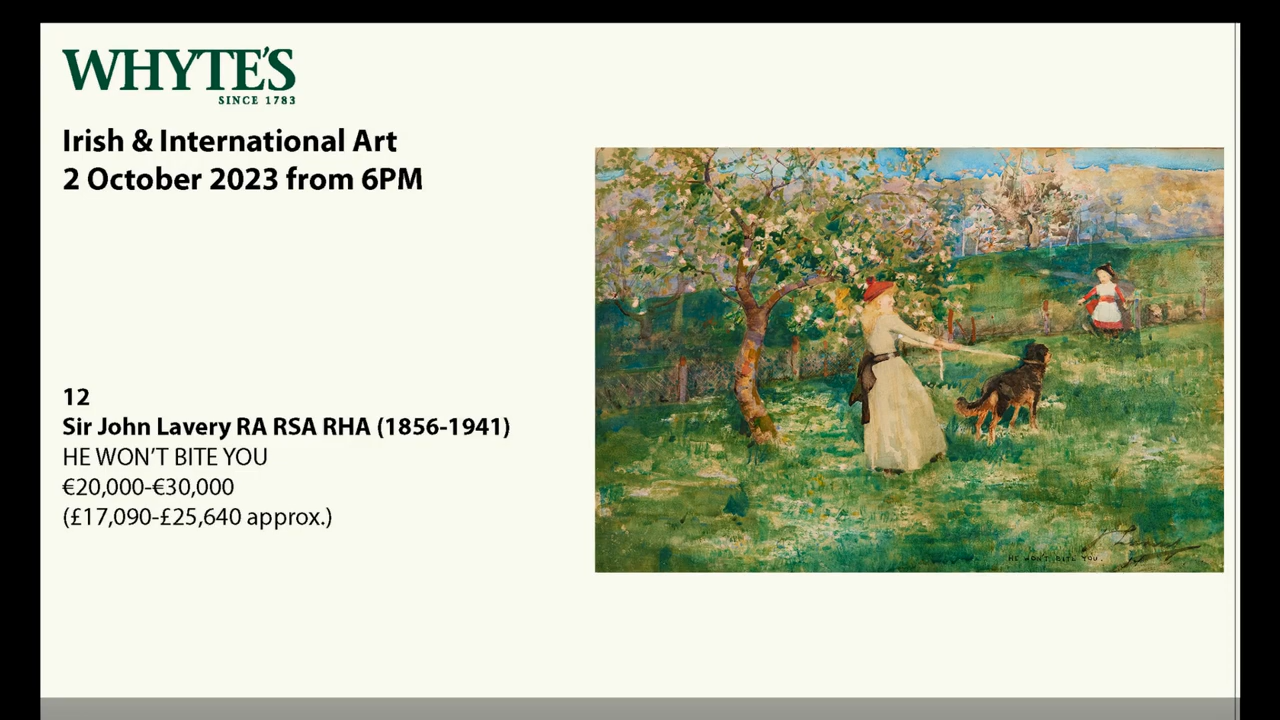 WHYTE'S
SINCE 1783
Irish & International Art
2 October 2023 from 6PM
12
Sir John Lavery RA RSA RHA (1856-1941)
HE WON'T BITE YOU
€20,000-€30,000
(£17,090-£25,640 approx.)
Lavery
HE WON'T BITE YOU.